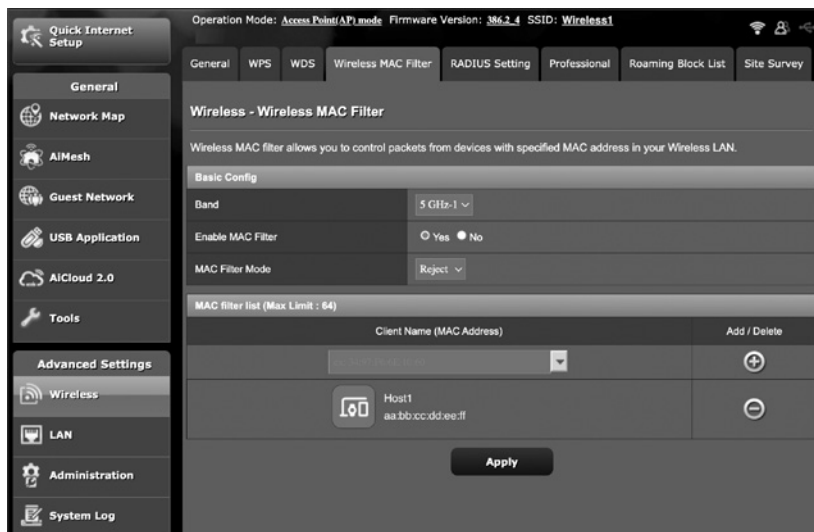 Quick Internet
Setup
Operation Mode: Access Point(AP) mode Firmware Version: 386.2_4 SSID: Wireless1
General WPS WDS Wireless MAC Filter RADIUS Setting Professional Roaming Block List Site Survey
General
Network Map
AiMesh
Guest Network
USB Application
AiCloud 2.0
Tools
Advanced Settings
Wireless
LAN
Administration
System Log
Wireless - Wireless MAC Filter
Wireless MAC filter allows you to control packets from devices with specified MAC address in your Wireless LAN.
Basic Config
Band 5 GHz-1
Enable MAC Filter Yes No
MAC Filter Mode Reject
MAC filter list (Max Limit : 64)
Client Name (MAC Address) Add / Delete
Host1
aa:bb:cc:dd:ee:ff
Apply